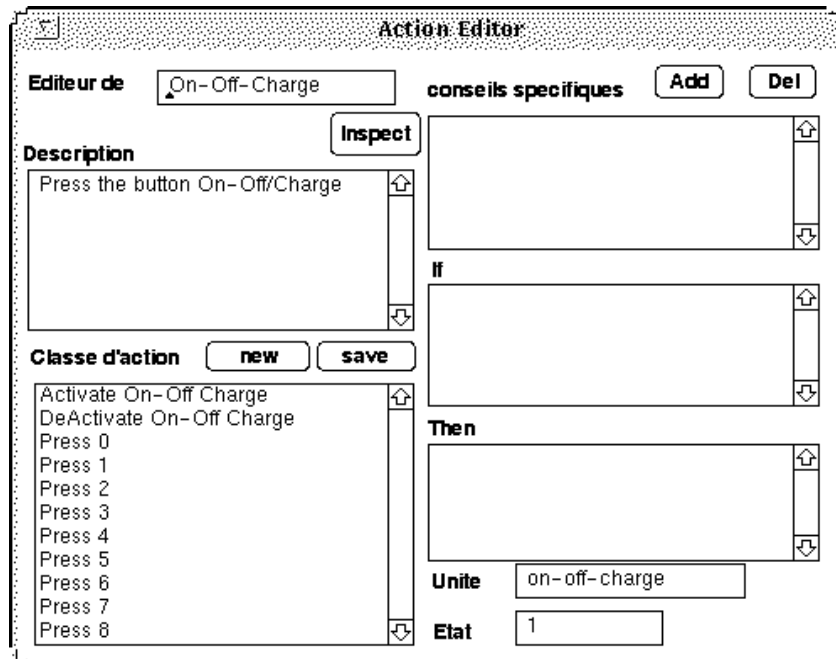 Action Editor
Editeur de
On-Off-Charge
Inspect
Description
Press the button On-Off/Charge
Classe d'action
new
save
Activate On-Off Charge
DeActivate On-Off Charge
Press 0
Press 1
Press 2
Press 3
Press 4
Press 5
Press 6
Press 7
Press 8
conseils specifiques
Add
Del
If
Then
Unite
on-off-charge
Etat
1